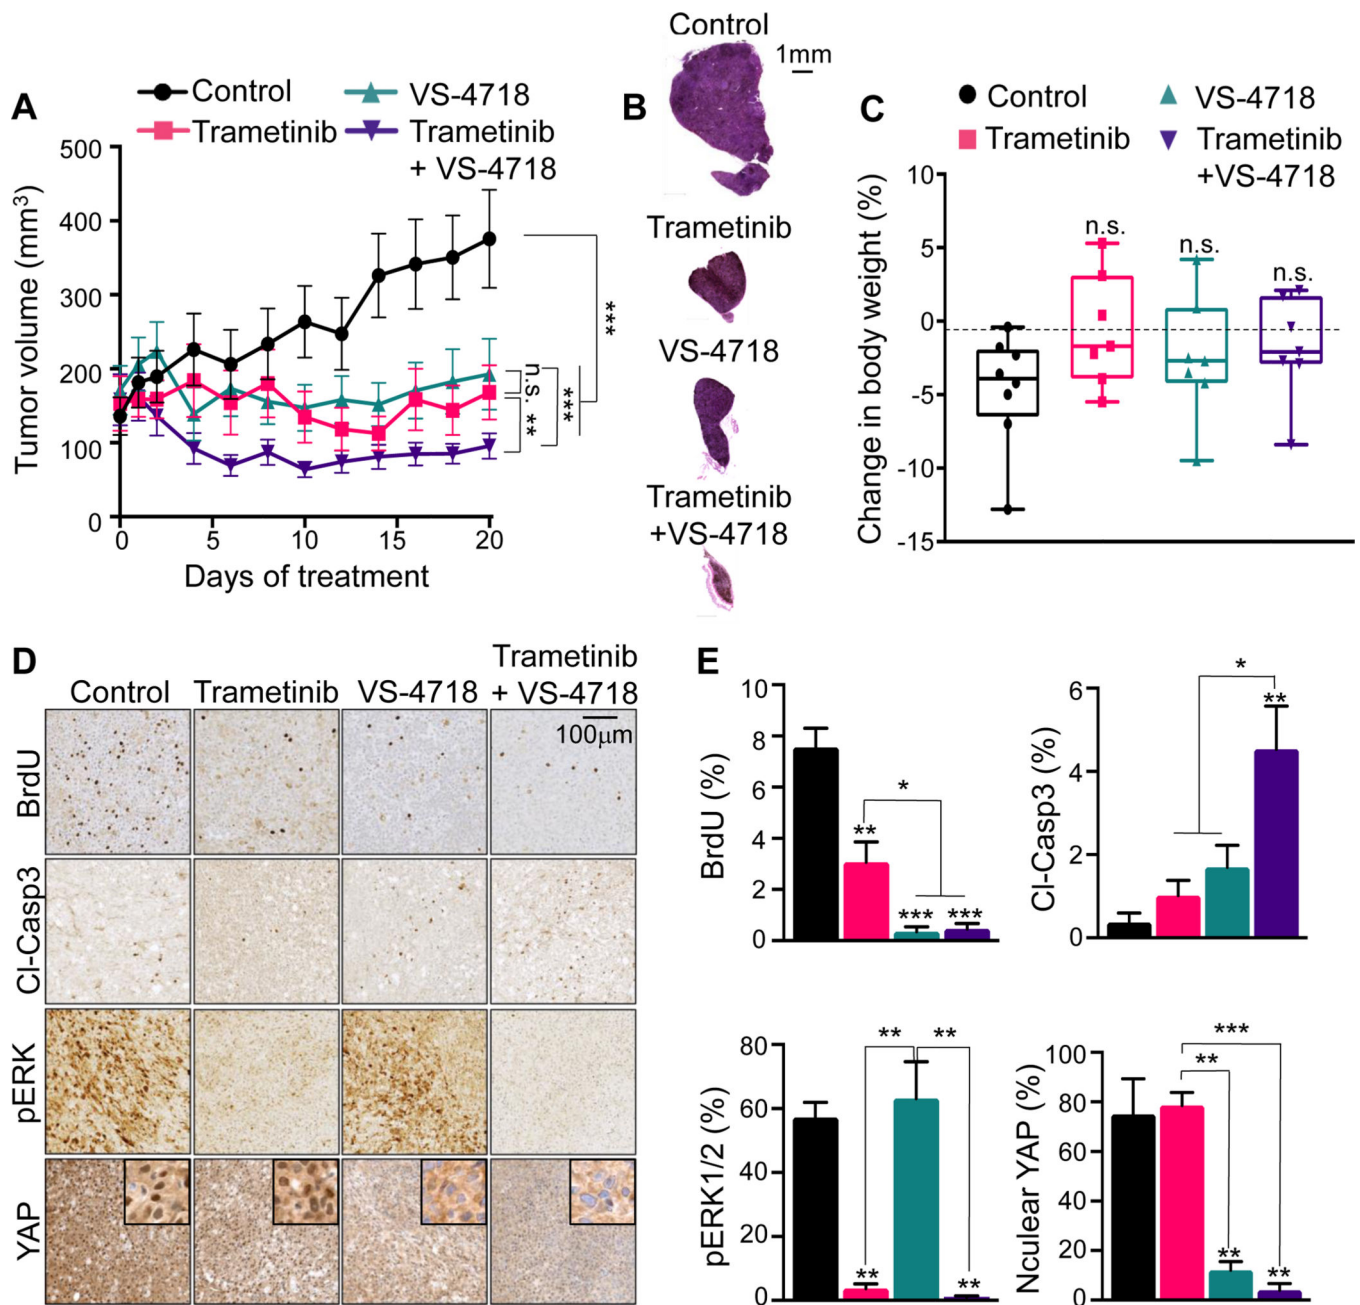 A
Control
VS-4718
Trametinib
Trametinib
+ VS-4718
Tumor volume (mm3)
500
400
300
200
100
0
0
5
10
15
20
Days of treatment
***
n.s.
**
***
B
Control
1mm
Trametinib
VS-4718
Trametinib
+VS-4718
C
Control
VS-4718
Trametinib
Trametinib
+VS-4718
Change in body weight (%)
10
5
0
-5
-10
-15
n.s.
n.s.
n.s.
D
Control
Trametinib
VS-4718
Trametinib
+ VS-4718
100μm
BrdU
Cl-Casp3
pERK
YAP
E
BrdU (%)
10
8
6
4
2
0
**
*
***
***
Cl-Casp3 (%)
6
4
2
0
*
**
pERK1/2 (%)
80
60
40
20
0
**
**
**
**
Nculear YAP (%)
100
80
60
40
20
0
***
**
**
**